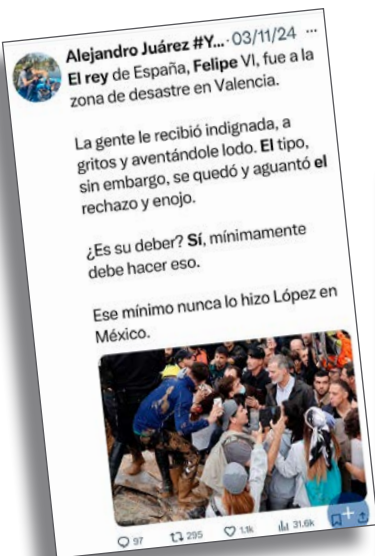 Alejandro Juárez #Y... · 03/11/24 ...
El rey de España, Felipe VI, fue a la
zona de desastre en Valencia.
La gente le recibió indignada, a
gritos y aventándole lodo. El tipo,
sin embargo, se quedó y aguantó el
rechazo y enojo.
¿Es su deber? Sí, mínimamente
debe hacer eso.
Ese mínimo nunca lo hizo López en
México.
97 295 1.1k 31.6k